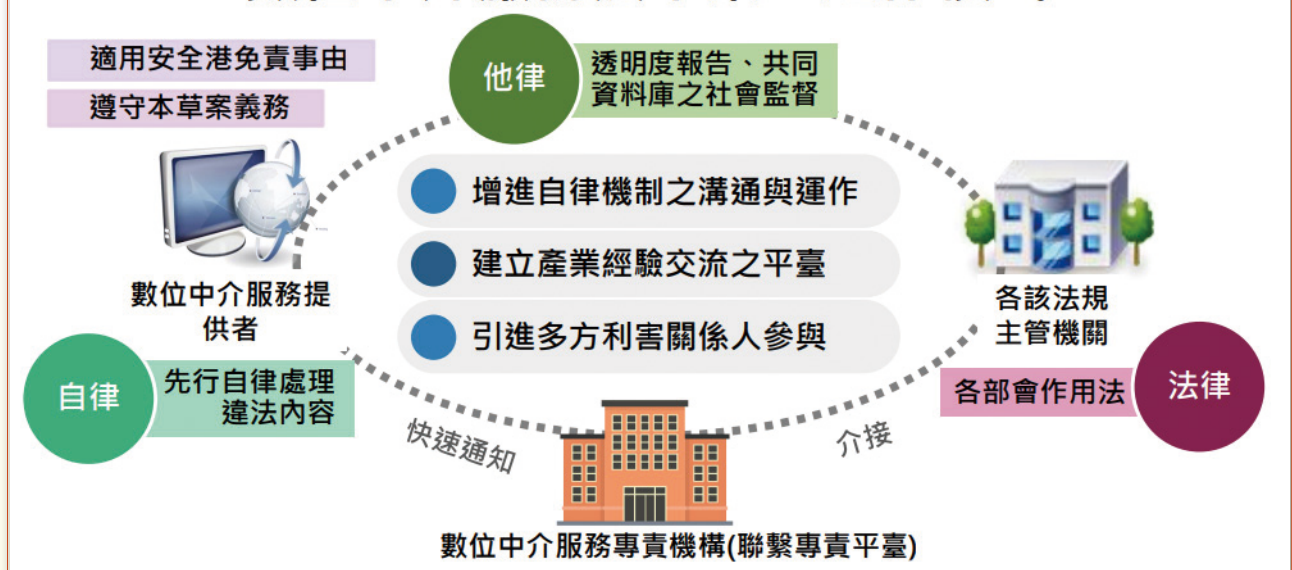 適用安全港免責事由
遵守本草案義務
他律
透明度報告、共同
資料庫之社會監督
增進自律機制之溝通與運作
建立產業經驗交流之平臺
引進多方利害關係人參與
數位中介服務提
供者
各該法規
主管機關
自律
先行自律處理
違法內容
各部會作用法
法律
快速通知
介接
數位中介服務專責機構(聯繫專責平臺)